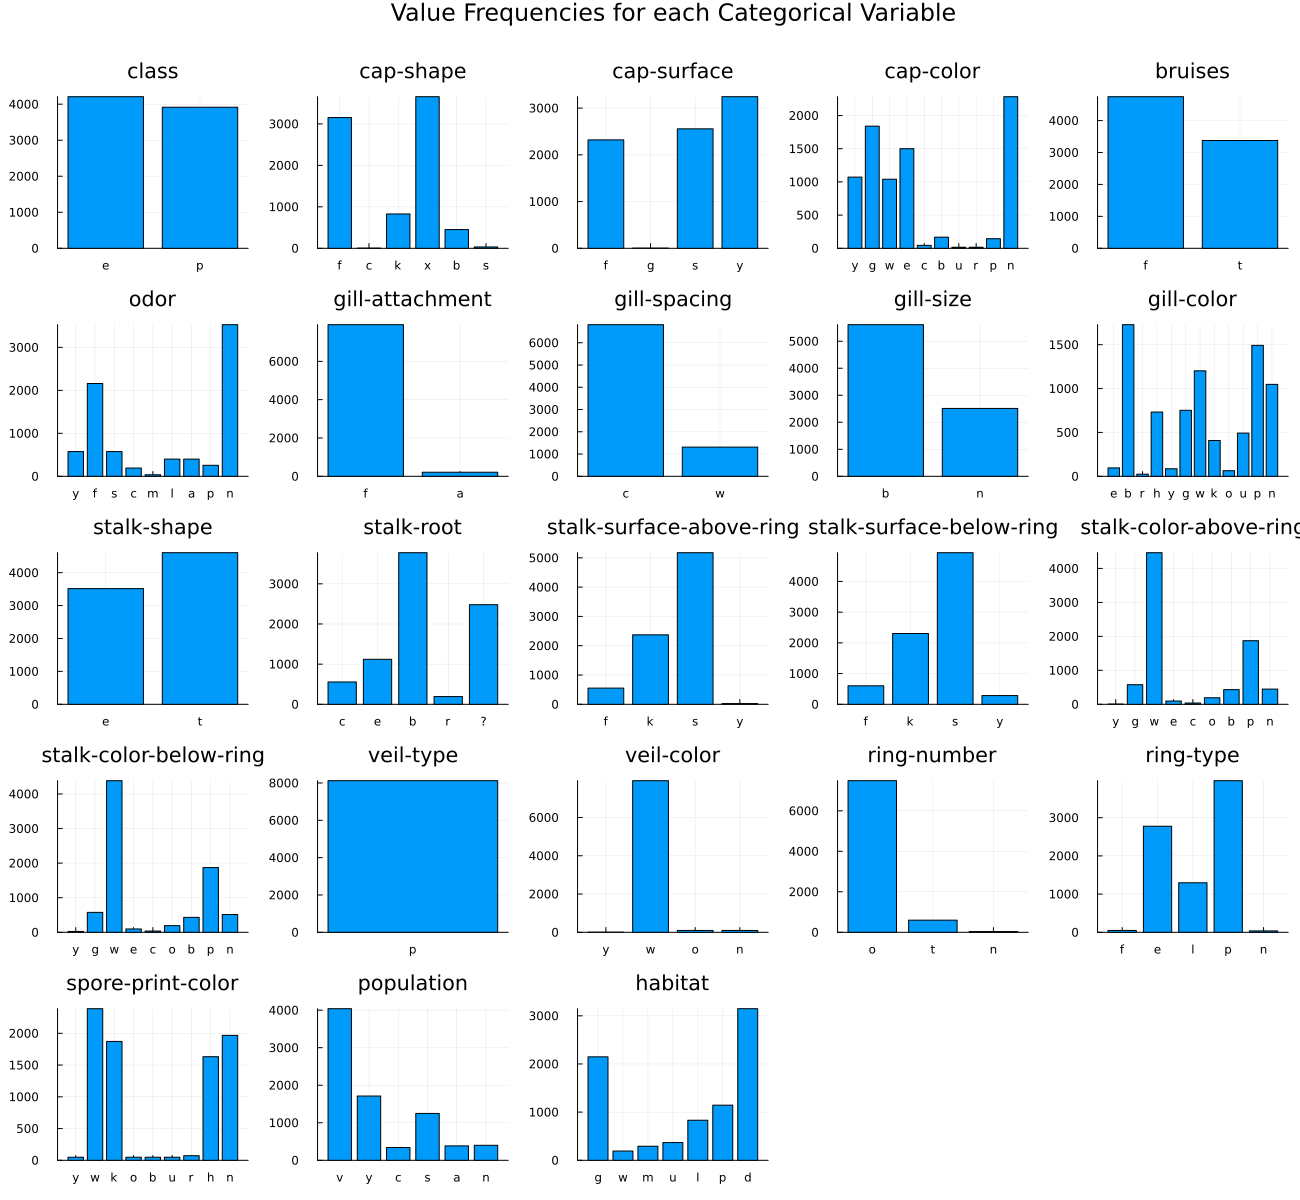 Value Frequencies for each Categorical Variable
class
cap-shape
cap-surface
cap-color
bruises
4000
3000
2000
1000
0
e p
3000
2000
1000
0
f c k x b s
3000
2000
1000
0
f g s y
2000
1500
1000
500
0
y g w e c b u r p n
4000
3000
2000
1000
0
f t
odor
gill-attachment
gill-spacing
gill-size
gill-color
3000
2000
1000
0
y f s c m l a p n
6000
4000
2000
0
f a
6000
5000
4000
3000
2000
1000
0
c w
5000
4000
3000
2000
1000
0
b n
1500
1000
500
0
e b r h y g w k o u p n
stalk-shape
stalk-root
stalk-surface-above-ring
stalk-surface-below-ring
stalk-color-above-ring
4000
3000
2000
1000
0
e t
3000
2000
1000
0
c e b r ?
5000
4000
3000
2000
1000
0
f k s y
4000
3000
2000
1000
0
f k s y
4000
3000
2000
1000
0
y g w e c o b p n
stalk-color-below-ring
veil-type
veil-color
ring-number
ring-type
4000
3000
2000
1000
0
y g w e c o b p n
8000
6000
4000
2000
0
p
6000
4000
2000
0
y w o n
6000
4000
2000
0
o t n
3000
2000
1000
0
f e l p n
spore-print-color
population
habitat
2000
1500
1000
500
0
y w k o b u r h n
4000
3000
2000
1000
0
v y c s a n
3000
2000
1000
0
g w m u l p d